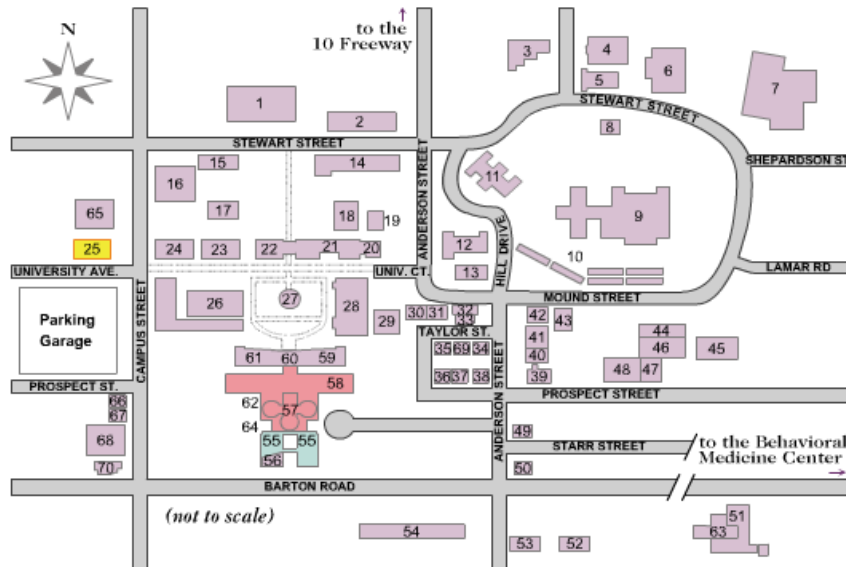 N
to the
10 Freeway
3
4
5
6
7
1
2
STEWART STREET
8
STEWART STREET
SHEPARDSON ST
15
14
16
11
ANDERSON STREET
65
17
18
19
9
25
24
23
22
21
20
12
10
13
HILL DRIVE
UNIVERSITY AVE.
UNIV. CT.
LAMAR RD
26
27
28
MOUND STREET
Parking
Garage
CAMPUS STREET
29
30
31
32
33
42
43
TAYLOR ST.
41
44
46
45
61
60
59
35
69
34
40
58
36
37
38
39
48
47
PROSPECT ST.
PROSPECT STREET
66
67
62
57
64
68
55
55
56
70
ANDERSON STREET
49
STARR STREET
50
to the Behavioral
Medicine Center
BARTON ROAD
(not to scale)
54
53
52
51
63